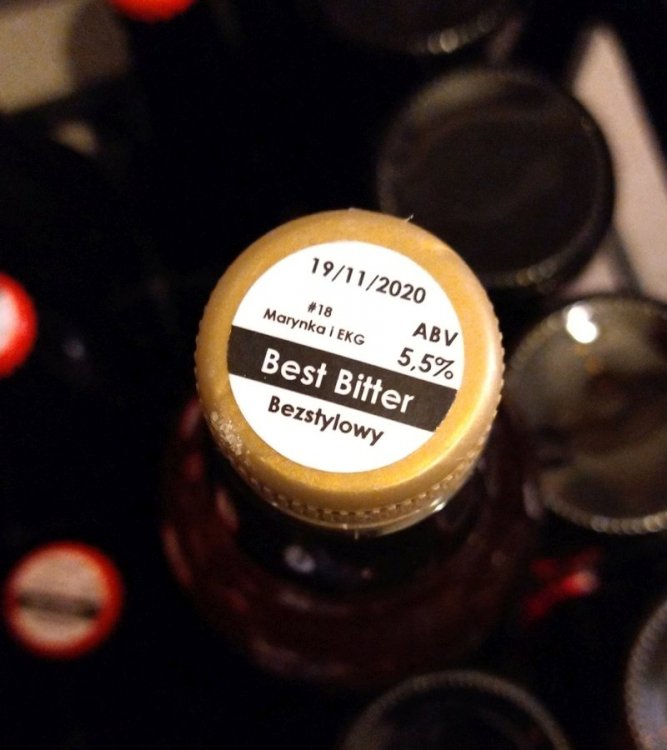 19/11/2020
#18
Marynka i EKG
ABV
5,5%
Best Bitter
Bezstylowy